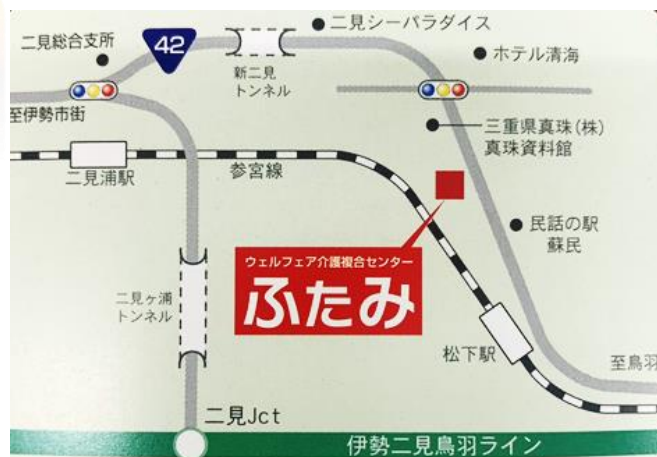 二見シーパラダイス
二見総合支所
42
ホテル清海
新二見
トンネル
至伊勢市街
三重県真珠(株)
真珠資料館
二見浦駅
参宮線
民話の駅
蘇民
ウェルフェア介護複合センター
ふたみ
二見ヶ浦
トンネル
松下駅
至鳥羽
二見Jct
伊勢二見鳥羽ライン